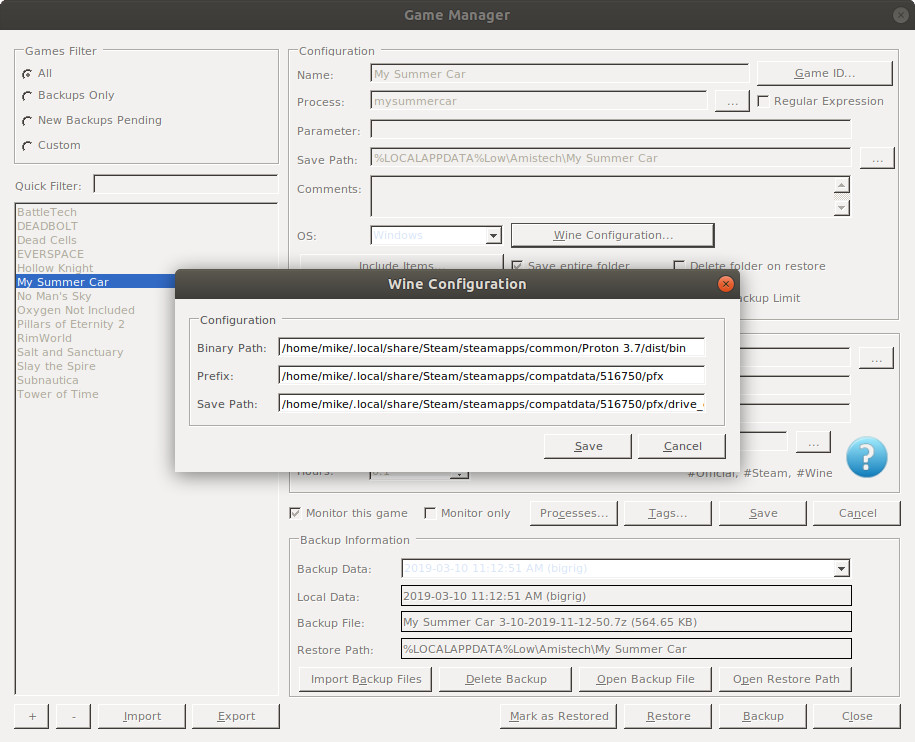 Game Manager
Games Filter
All
Backups Only
New Backups Pending
Custom
Quick Filter:
BattleTech
DEADBOLT
Dead Cells
EVERSPACE
Hollow Knight
My Summer Car
No Man's Sky
Oxygen Not Included
Pillars of Eternity 2
RimWorld
Salt and Sanctuary
Slay the Spire
Subnautica
Tower of Time
+ - Import Export
Configuration
Name: My Summer Car Game ID...
Process: mysummercar ... Regular Expression
Parameter:
Save Path: %LOCALAPPDATA%Low\Amistech\My Summer Car ...
Comments:
OS: Windows Wine Configuration...
Include Items... Save entire folder Delete folder on restore
ckup Limit
Wine Configuration
Configuration
Binary Path: /home/mike/.local/share/Steam/steamapps/common/Proton 3.7/dist/bin
Prefix: /home/mike/.local/share/Steam/steamapps/compatdata/516750/pfx
Save Path: /home/mike/.local/share/Steam/steamapps/compatdata/516750/pfx/drive_
Save Cancel
...
...
?
Hours: 0.1 #Official, #Steam, #Wine
Monitor this game Monitor only Processes... Tags... Save Cancel
Backup Information
Backup Data: 2019-03-10 11:12:51 AM (bigrig)
Local Data: 2019-03-10 11:12:51 AM (bigrig)
Backup File: My Summer Car 3-10-2019-11-12-50.7z (564.65 KB)
Restore Path: %LOCALAPPDATA%Low\Amistech\My Summer Car
Import Backup Files Delete Backup Open Backup File Open Restore Path
Mark as Restored Restore Backup Close